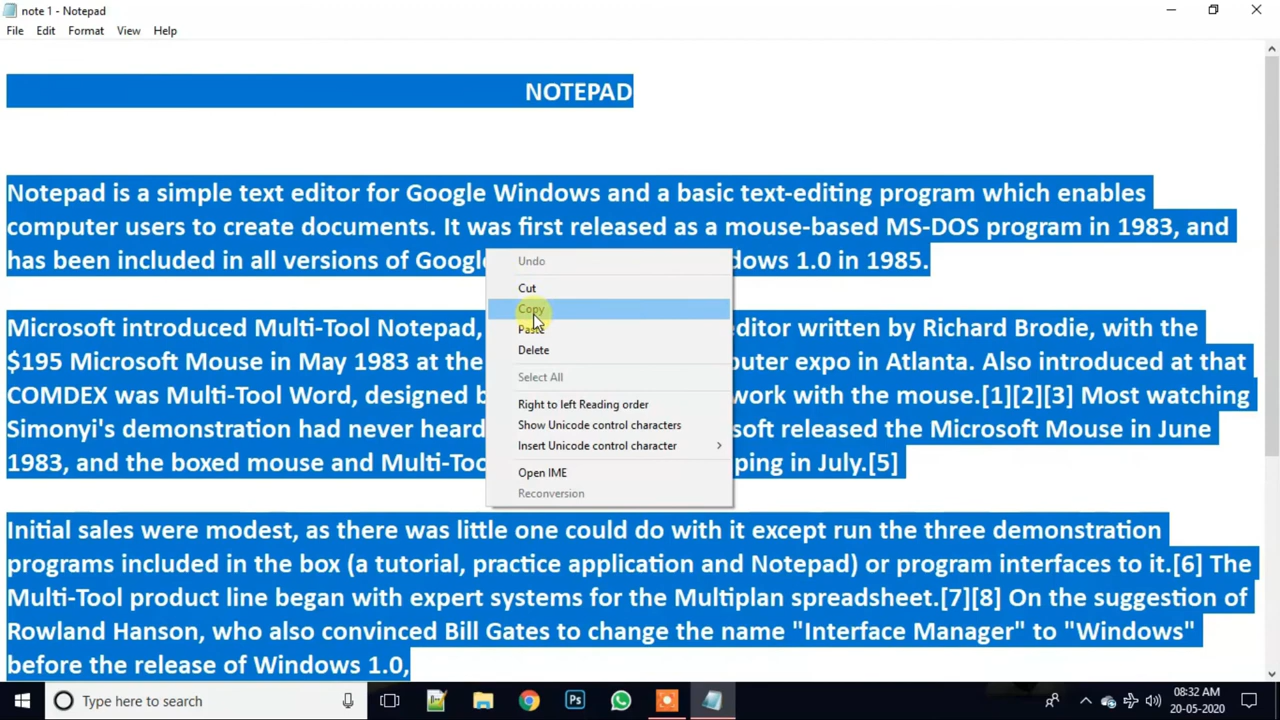 note 1 - Notepad
File Edit Format View Help
NOTEPAD
Notepad is a simple text editor for Google Windows and a basic text-editing program which enables
computer users to create documents. It was first released as a mouse-based MS-DOS program in 1983, and
has been included in all versions of Googl dows 1.0 in 1985.
Microsoft introduced Multi-Tool Notepad, editor written by Richard Brodie, with the
$195 Microsoft Mouse in May 1983 at the puter expo in Atlanta. Also introduced at that
COMDEX was Multi-Tool Word, designed b work with the mouse.[1][2][3] Most watching
Simonyi's demonstration had never heard soft released the Microsoft Mouse in June
1983, and the boxed mouse and Multi-Too ping in July.[5]
Undo
Cut
Copy
Paste
Delete
Select All
Right to left Reading order
Show Unicode control characters
Insert Unicode control character
Open IME
Reconversion
Initial sales were modest, as there was little one could do with it except run the three demonstration
programs included in the box (a tutorial, practice application and Notepad) or program interfaces to it.[6] The
Multi-Tool product line began with expert systems for the Multiplan spreadsheet.[7][8] On the suggestion of
Rowland Hanson, who also convinced Bill Gates to change the name "Interface Manager" to "Windows"
before the release of Windows 1.0,
Type here to search
Ps
08:32 AM
20-05-2020